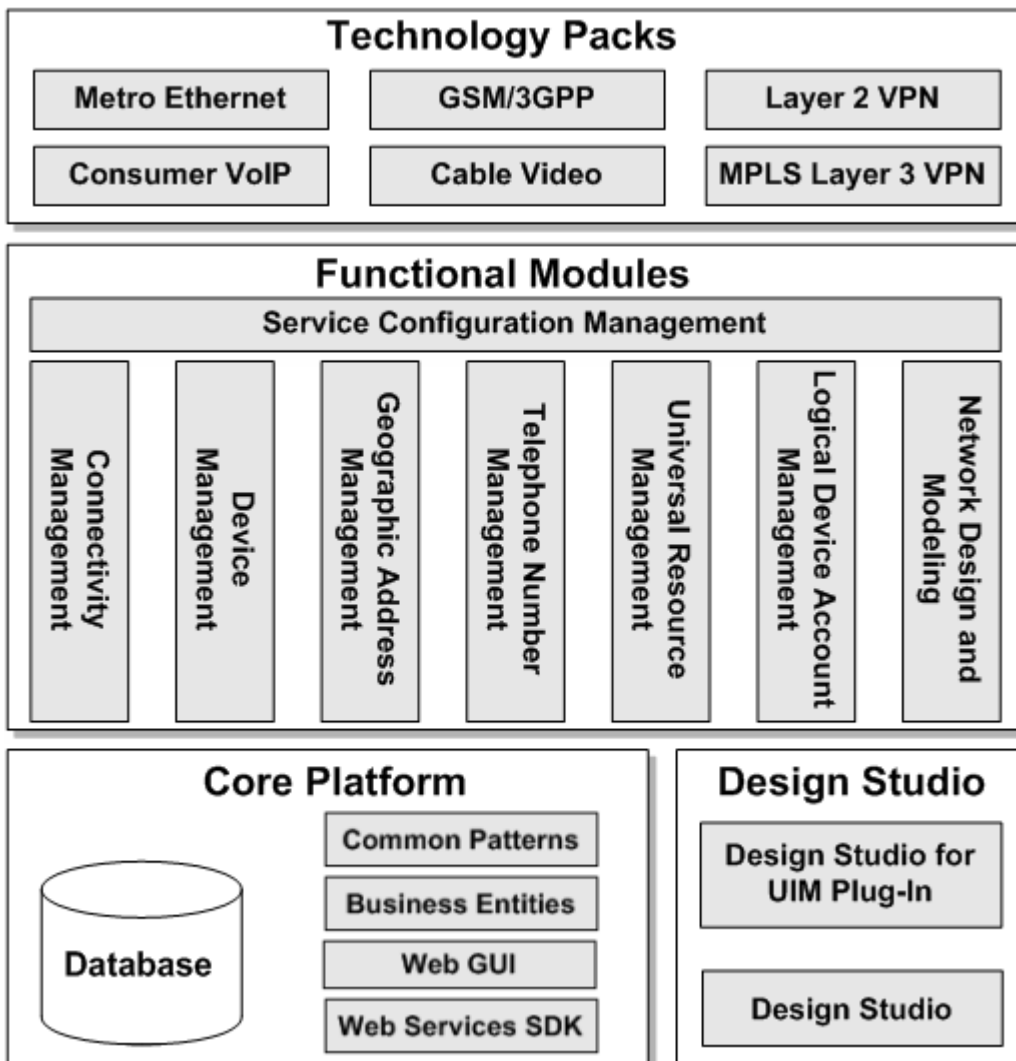 Technology Packs
Metro Ethernet
GSM/3GPP
Layer 2 VPN
Consumer VoIP
Cable Video
MPLS Layer 3 VPN
Functional Modules
Service Configuration Management
Connectivity
Management
Device
Management
Geographic Address
Management
Telephone Number
Management
Universal Resource
Management
Logical Device Account
Management
Network Design and
Modeling
Core Platform
Database
Common Patterns
Business Entities
Web GUI
Web Services SDK
Design Studio
Design Studio for
UIM Plug-In
Design Studio